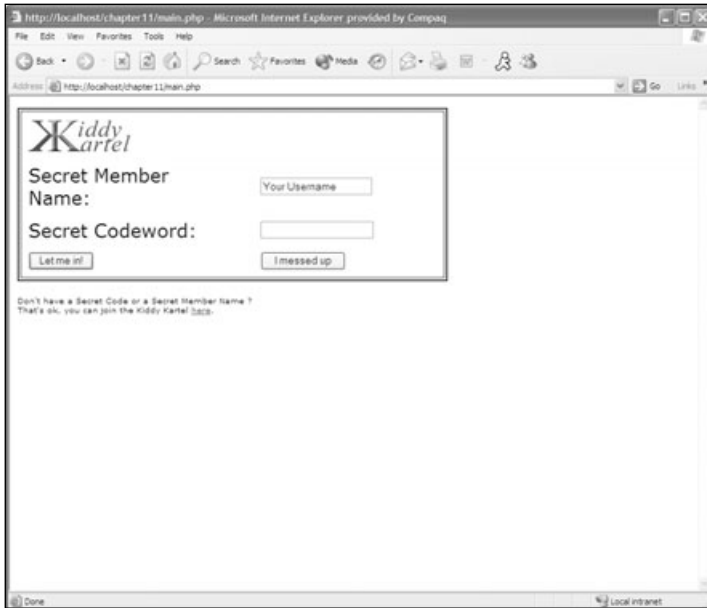 http://localhost/chapter11/main.php - Microsoft Internet Explorer provided by Compaq
File Edit View Favorites Tools Help
Back Search Favorites Media
Address http://localhost/chapter11/main.php Go Links
Kiddy
Kartel
Secret Member
Name:
Your Username
Secret Codeword:
Let me in! I messed up
Don't have a Secret Code or a Secret Member Name ?
That's ok, you can join the Kiddy Kartel here.
Done Local intranet